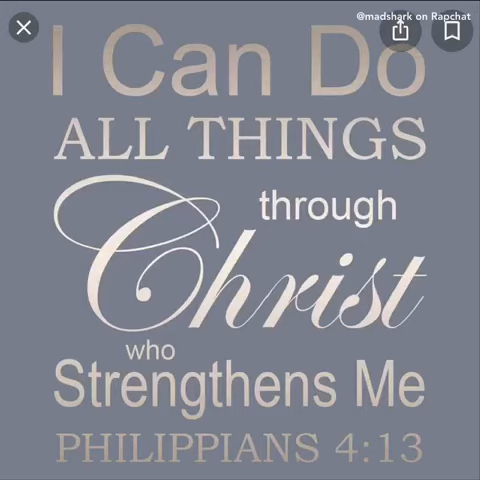 @madshark on Rapchat
I Can Do
ALL THINGS
through
Christ
who
Strengthens Me
PHILIPPIANS 4:13